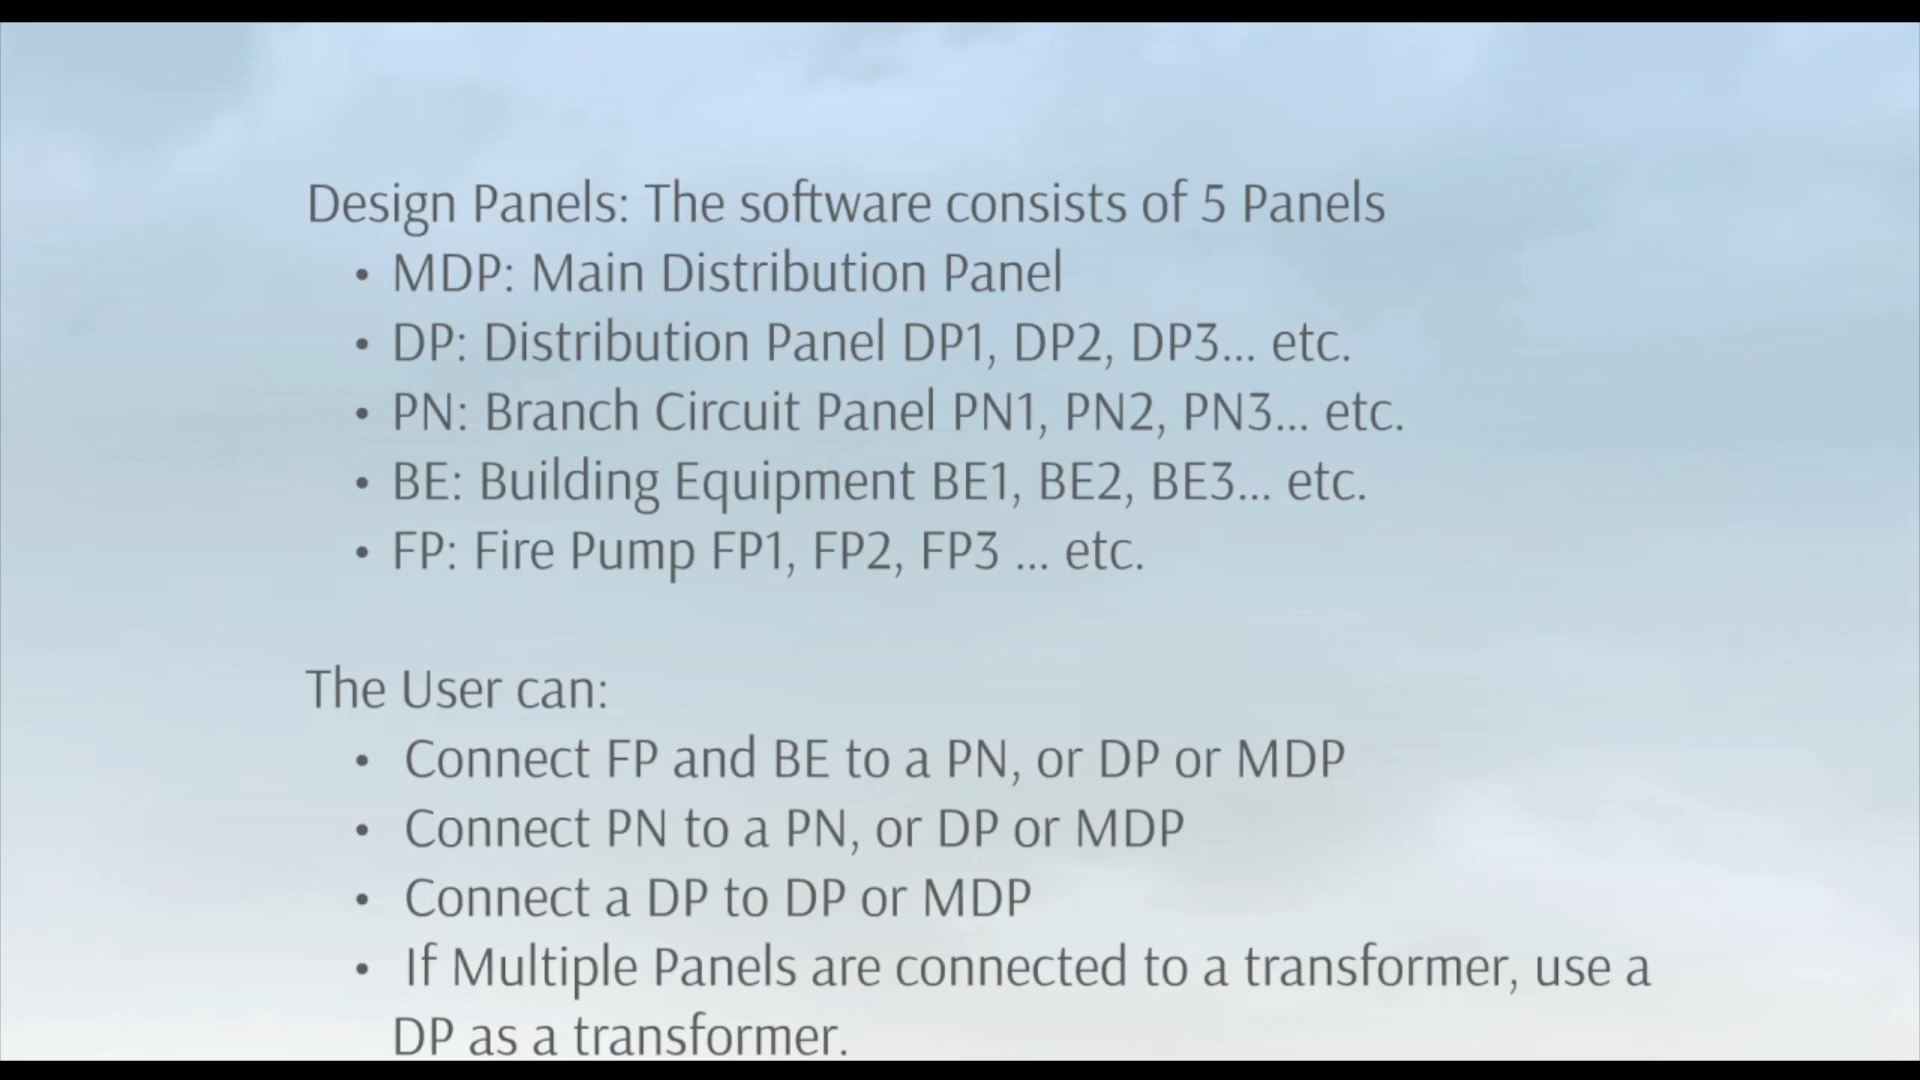 Design Panels: The software consists of 5 Panels
• MDP: Main Distribution Panel
• DP: Distribution Panel DP1, DP2, DP3... etc.
• PN: Branch Circuit Panel PN1, PN2, PN3... etc.
• BE: Building Equipment BE1, BE2, BE3... etc.
• FP: Fire Pump FP1, FP2, FP3 ... etc.
The User can:
• Connect FP and BE to a PN, or DP or MDP
• Connect PN to a PN, or DP or MDP
• Connect a DP to DP or MDP
• If Multiple Panels are connected to a transformer, use a
DP as a transformer.